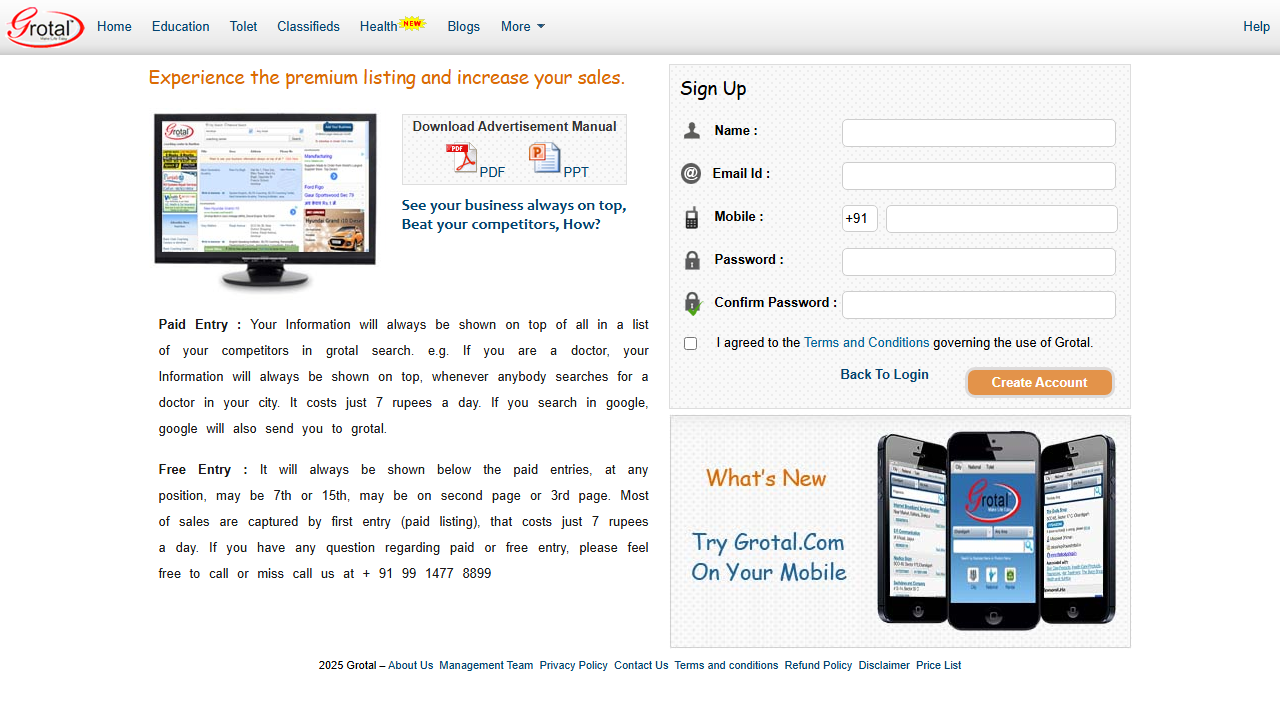 Grotal
Make Life Easy
Home
Education
Tolet
Classifieds
Health NEW
Blogs
More
Help
Experience the premium listing and increase your sales.
Download Advertisement Manual
PDF
PPT
See your business always on top,
Beat your competitors, How?
Paid Entry : Your Information will always be shown on top of all in a list
of your competitors in grotal search. e.g. If you are a doctor, your
Information will always be shown on top, whenever anybody searches for a
doctor in your city. It costs just 7 rupees a day. If you search in google,
google will also send you to grotal.
Free Entry : It will always be shown below the paid entries, at any
position, may be 7th or 15th, may be on second page or 3rd page. Most
of sales are captured by first entry (paid listing), that costs just 7 rupees
a day. If you have any question regarding paid or free entry, please feel
free to call or miss call us at + 91 99 1477 8899
Sign Up
Name :
Email Id :
Mobile :
+91
Password :
Confirm Password :
I agreed to the Terms and Conditions governing the use of Grotal.
Back To Login
Create Account
What's New
Try Grotal.Com
On Your Mobile
Grotal
2025 Grotal – About Us Management Team Privacy Policy Contact Us Terms and conditions Refund Policy Disclaimer Price List